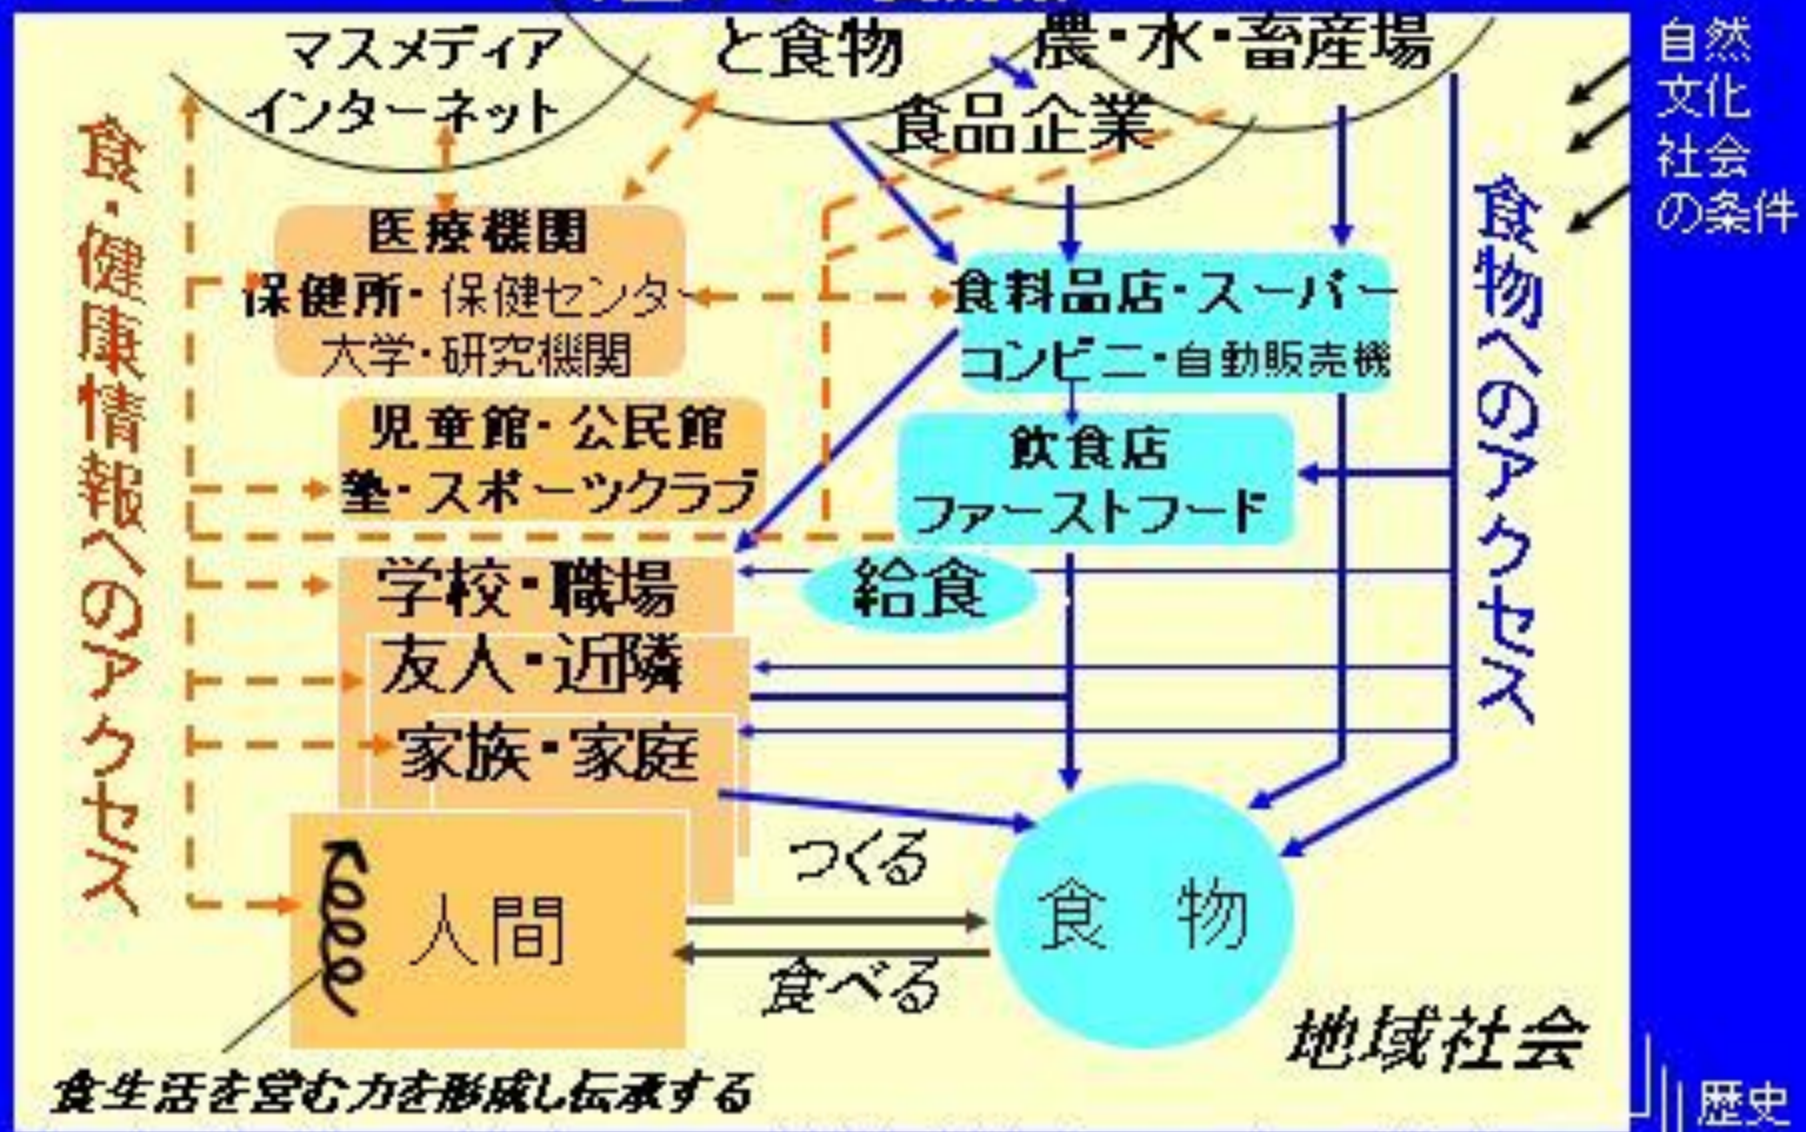 マスメディア
インターネット
と食物
農・水・畜産場
食品企業
自然
文化
社会
の条件
食・健康情報へのアクセス
食物へのアクセス
医療機関
保健所・保健センター
大学・研究機関
食料品店・スーパー
コンビニ・自動販売機
児童館・公民館
塾・スポーツクラブ
飲食店
ファーストフード
学校・職場
給食
友人・近隣
家族・家庭
つくる
人間
食 物
食べる
地域社会
食生活を営む力を形成し伝承する
歴史